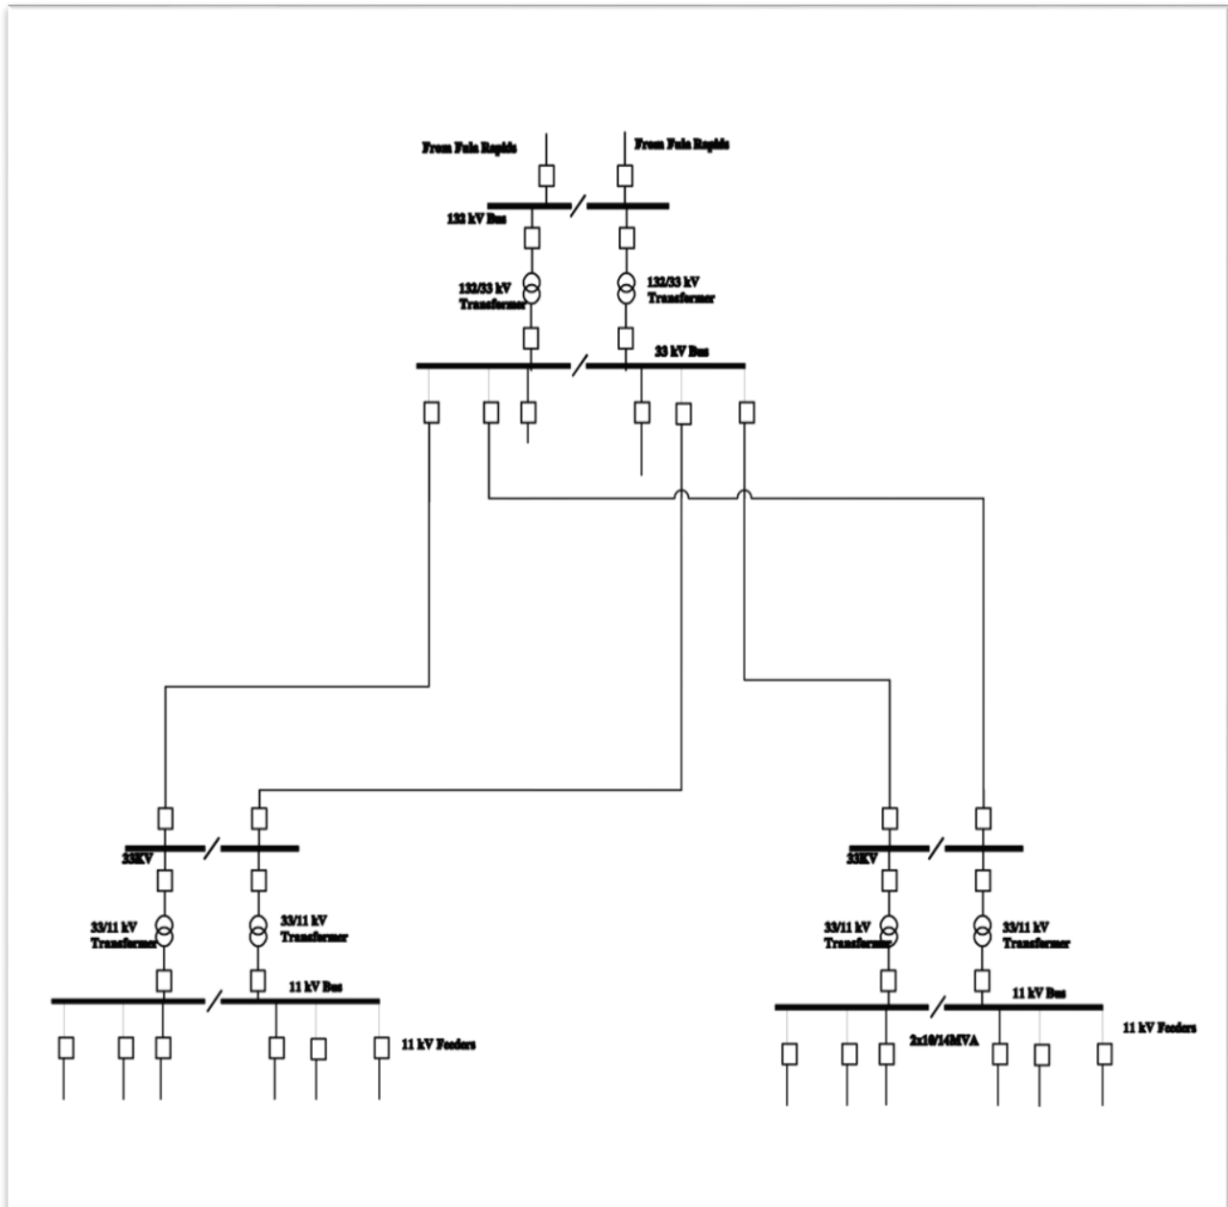 From Fula Rapids
From Fula Rapids
132 kV Bus
132/33 kV
Transformer
132/33 kV
Transformer
33 kV Bus
33KV
33KV
33/11 kV
Transformer
33/11 kV
Transformer
33/11 kV
Transformer
33/11 kV
Transformer
11 kV Bus
11 kV Bus
11 kV Feeders
2x10/14MVA
11 kV Feeders